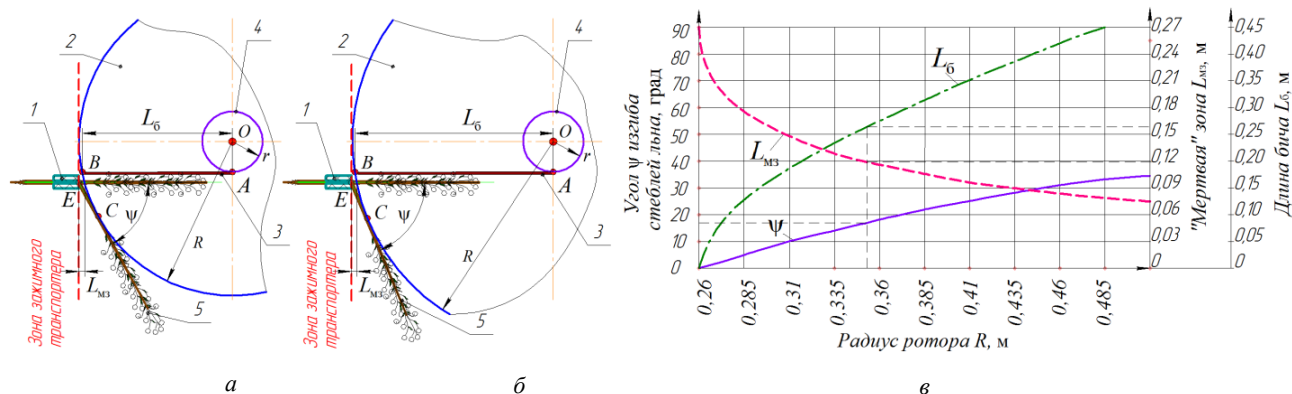 2
4
1
Lб
O
r
B
A
E
C
ψ
R
3
Lмз
5
Зона зажимного
транспортера
а
2
4
1
Lб
O
r
B
A
E
C
ψ
R
3
Lмз
5
Зона зажимного
транспортера
б
Угол ψ изгиба
стеблей льна, град
90
80
70
60
50
40
30
20
10
0
Lб
Lмз
ψ
0,27
0,24
0,21
0,18
0,15
0,12
0,09
0,06
0,03
0
"Мертвая" зона Lмз, м
0,45
0,40
0,35
0,30
0,25
0,20
0,15
0,10
0,05
0
Длина бича Lб, м
0,26
0,285
0,31
0,335
0,36
0,385
0,41
0,435
0,46
0,485
Радиус ротора R, м
в